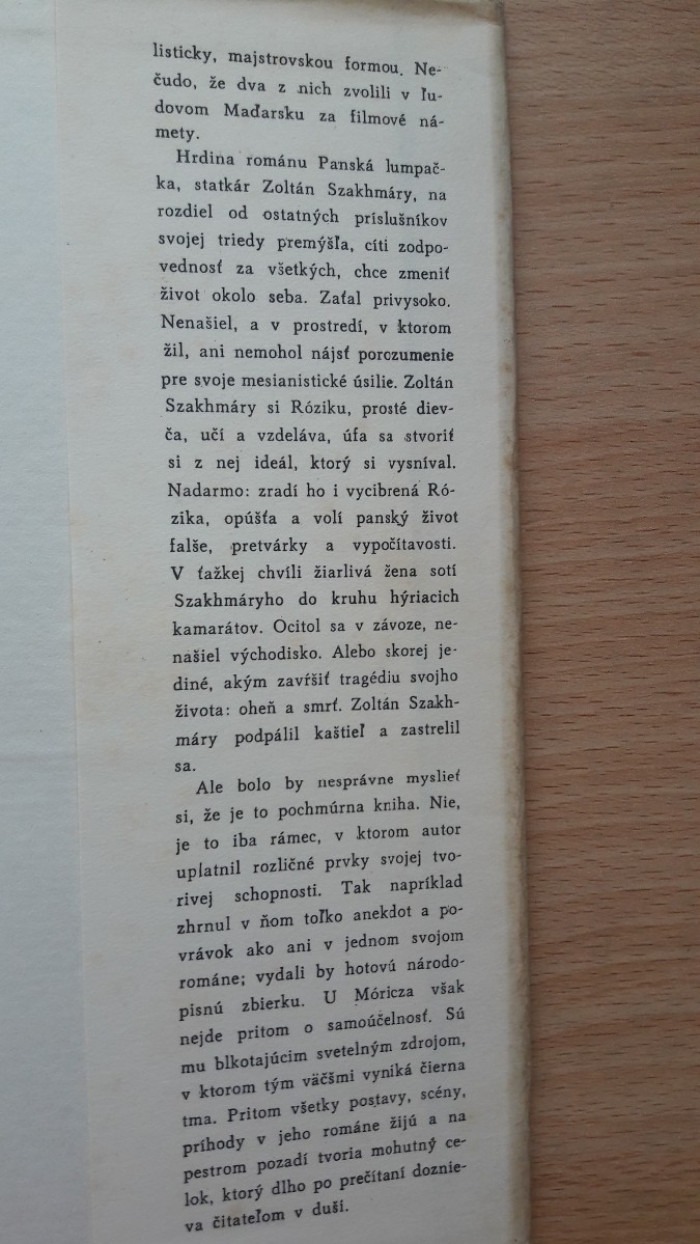 listicky, majstrovskou formou. Ne-
čudo, že dva z nich zvolili v ľu-
dovom Maďarsku za filmové ná-
mety.
Hrdina románu Panská lumpač-
ka, statkár Zoltán Szakhmáry, na
rozdiel od ostatných príslušníkov
svojej triedy premýšľa, cíti zodpo-
vednosť za všetkých, chce zmeniť
život okolo seba. Zaťal privysoko.
Nenašiel, a v prostredí, v ktorom
žil, ani nemohol nájsť porozumenie
pre svoje mesianistické úsilie. Zoltán
Szakhmáry si Róziku, prosté diev-
ča, učí a vzdeláva, úfa sa stvoriť
si z nej ideál, ktorý si vysníval.
Nadarmo: zradí ho i vycibrená Ró-
zika, opúšťa a volí panský život
falše, pretvárky a vypočítavosti.
V ťažkej chvíli žiarlivá žena sotí
Szakhmáryho do kruhu hýriacich
kamarátov. Ocitol sa v závoze, ne-
našiel východisko. Alebo skorej je-
diné, akým zavŕšiť tragédiu svojho
života: oheň a smrť. Zoltán Szakh-
máry podpálil kaštieľ a zastrelil
sa.
Ale bolo by nesprávne myslieť
si, že je to pochmúrna kniha. Nie,
je to iba rámec, v ktorom autor
uplatnil rozličné prvky svojej tvo-
rivej schopnosti. Tak napríklad
zhrnul v ňom toľko anekdot a po-
vrávok ako ani v jednom svojom
románe; vydali by hotovú národo-
pisnú zbierku. U Móricza však
nejde pritom o samoúčelnosť. Sú
mu blkotajúcim svetelným zdrojom,
v ktorom tým väčšmi vyniká čierna
tma. Pritom všetky postavy, scény,
príhody v jeho románe žijú a na
pestrom pozadí tvoria mohutný ce-
lok, ktorý dlho po prečítaní doznie-
va čitateľom v duši.